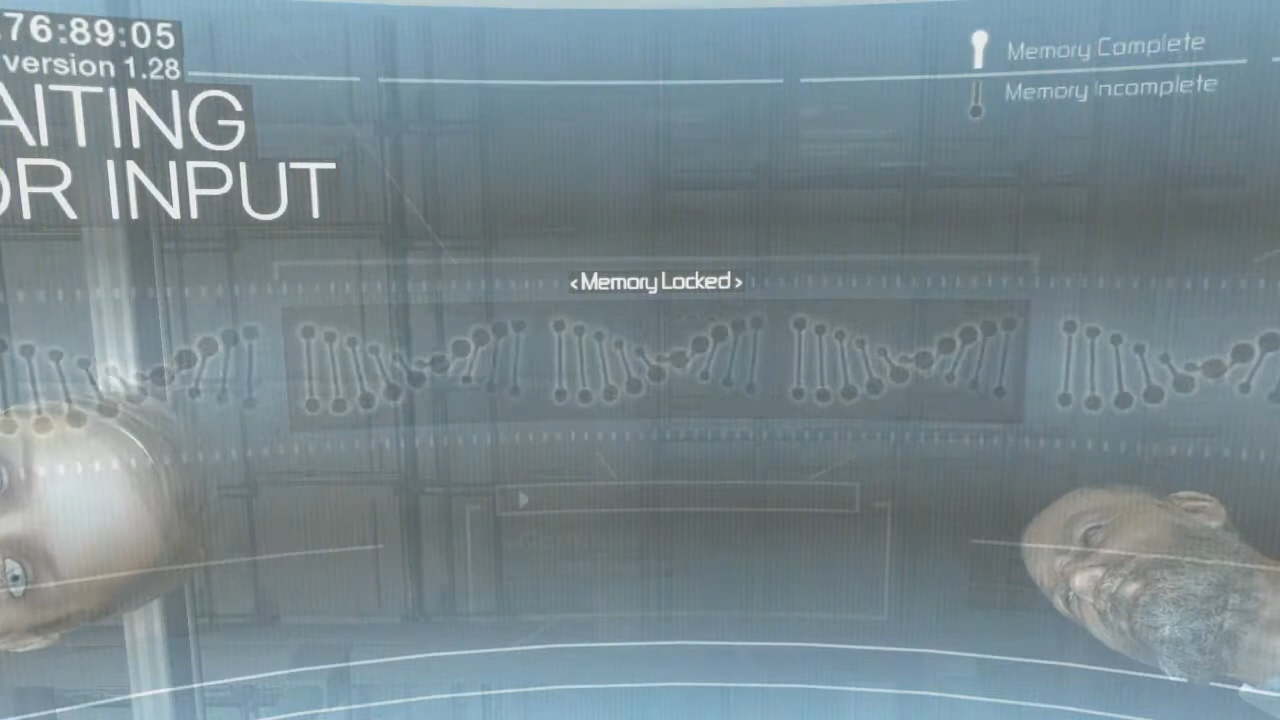 .76:89:05
version 1.28
AITING
OR INPUT
Memory Complete
Memory Incomplete
<Memory Locked>